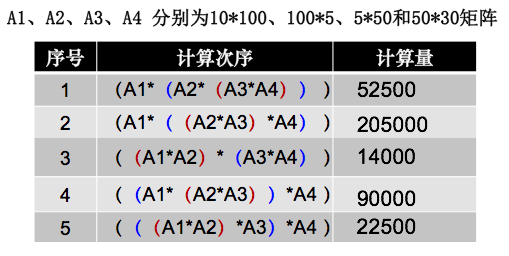 A1、A2、A3、A4 分别为10*100、100*5、5*50和50*30矩阵
序号 计算次序 计算量
1 (A1* (A2* (A3*A4) ) ) 52500
2 (A1* ( (A2*A3) *A4) ) 205000
3 ( (A1*A2) * (A3*A4) ) 14000
4 ( (A1* (A2*A3) ) *A4 ) 90000
5 ( ( (A1*A2) *A3) *A4 ) 22500